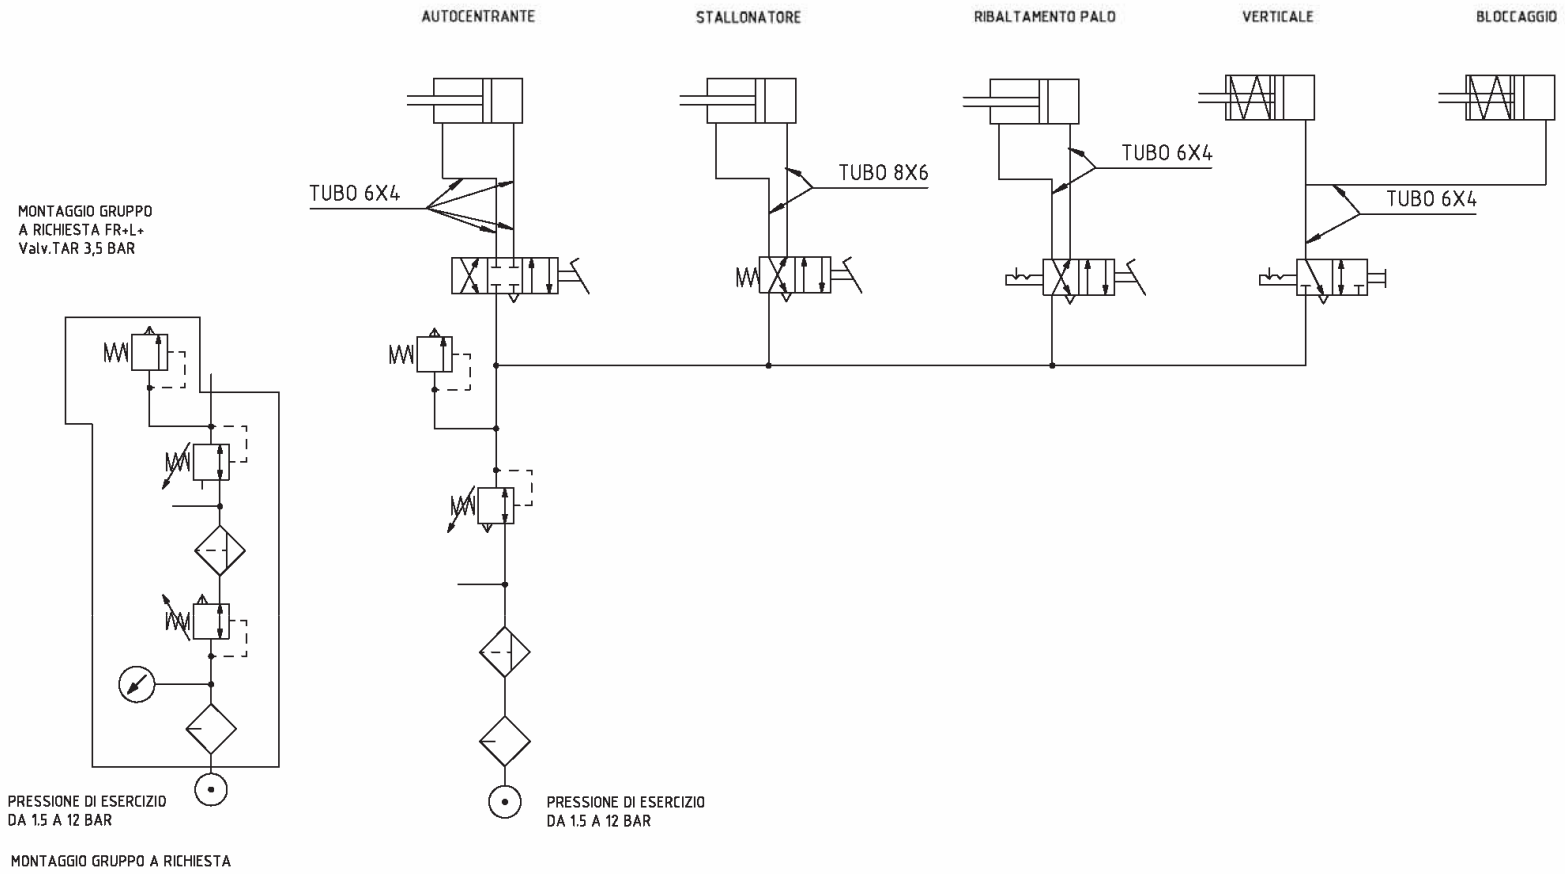 AUTOCENTRANTE
STALLONATORE
RIBALTAMENTO PALO
VERTICALE
BLOCCAGGIO
TUBO 6X4
TUBO 8X6
TUBO 6X4
TUBO 6X4
MONTAGGIO GRUPPO
A RICHIESTA FR+L+
Valv.TAR 3,5 BAR
PRESSIONE DI ESERCIZIO
DA 1.5 A 12 BAR
PRESSIONE DI ESERCIZIO
DA 1.5 A 12 BAR
MONTAGGIO GRUPPO A RICHIESTA